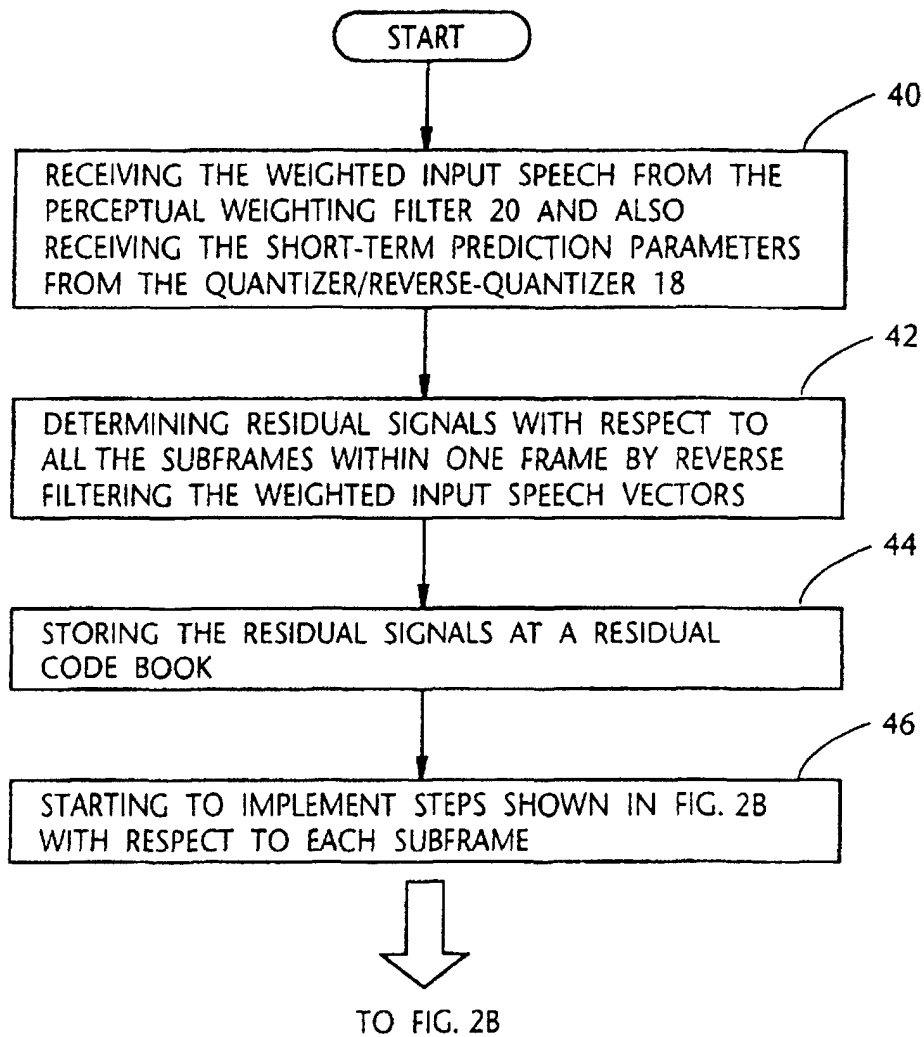 START
40
RECEIVING THE WEIGHTED INPUT SPEECH FROM THE
PERCEPTUAL WEIGHTING FILTER 20 AND ALSO
RECEIVING THE SHORT-TERM PREDICTION PARAMETERS
FROM THE QUANTIZER/REVERSE-QUANTIZER 18
42
DETERMINING RESIDUAL SIGNALS WITH RESPECT TO
ALL THE SUBFRAMES WITHIN ONE FRAME BY REVERSE
FILTERING THE WEIGHTED INPUT SPEECH VECTORS
44
STORING THE RESIDUAL SIGNALS AT A RESIDUAL
CODE BOOK
46
STARTING TO IMPLEMENT STEPS SHOWN IN FIG. 2B
WITH RESPECT TO EACH SUBFRAME
TO FIG. 2B